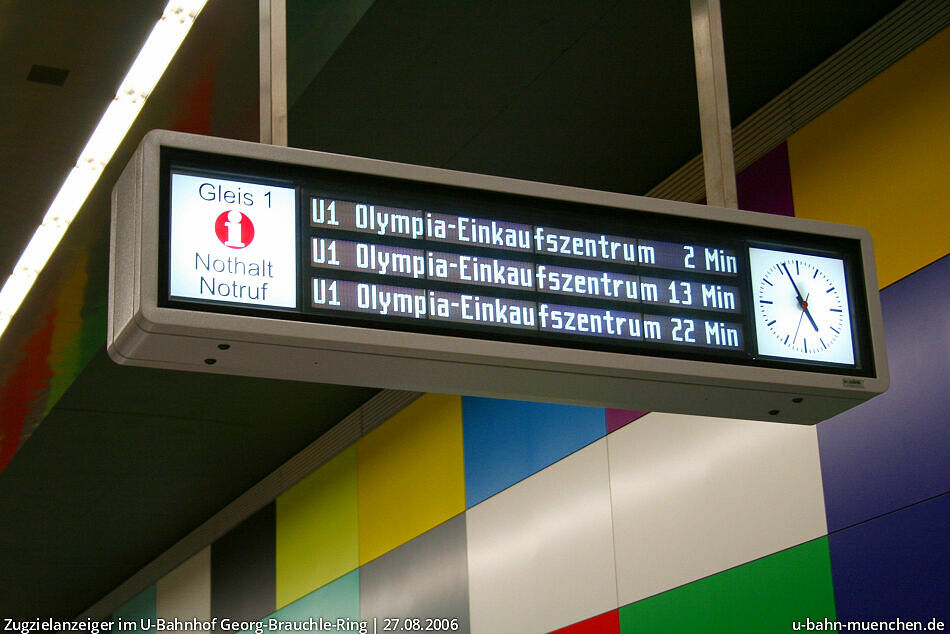 Gleis 1
i
Nothalt
Notruf
U1 Olympia-Einkaufszentrum 2 Min
U1 Olympia-Einkaufszentrum 13 Min
U1 Olympia-Einkaufszentrum 22 Min
Zugzielanzeiger im U-Bahnhof Georg-Brauchle-Ring | 27.08.2006
u-bahn-muenchen.de